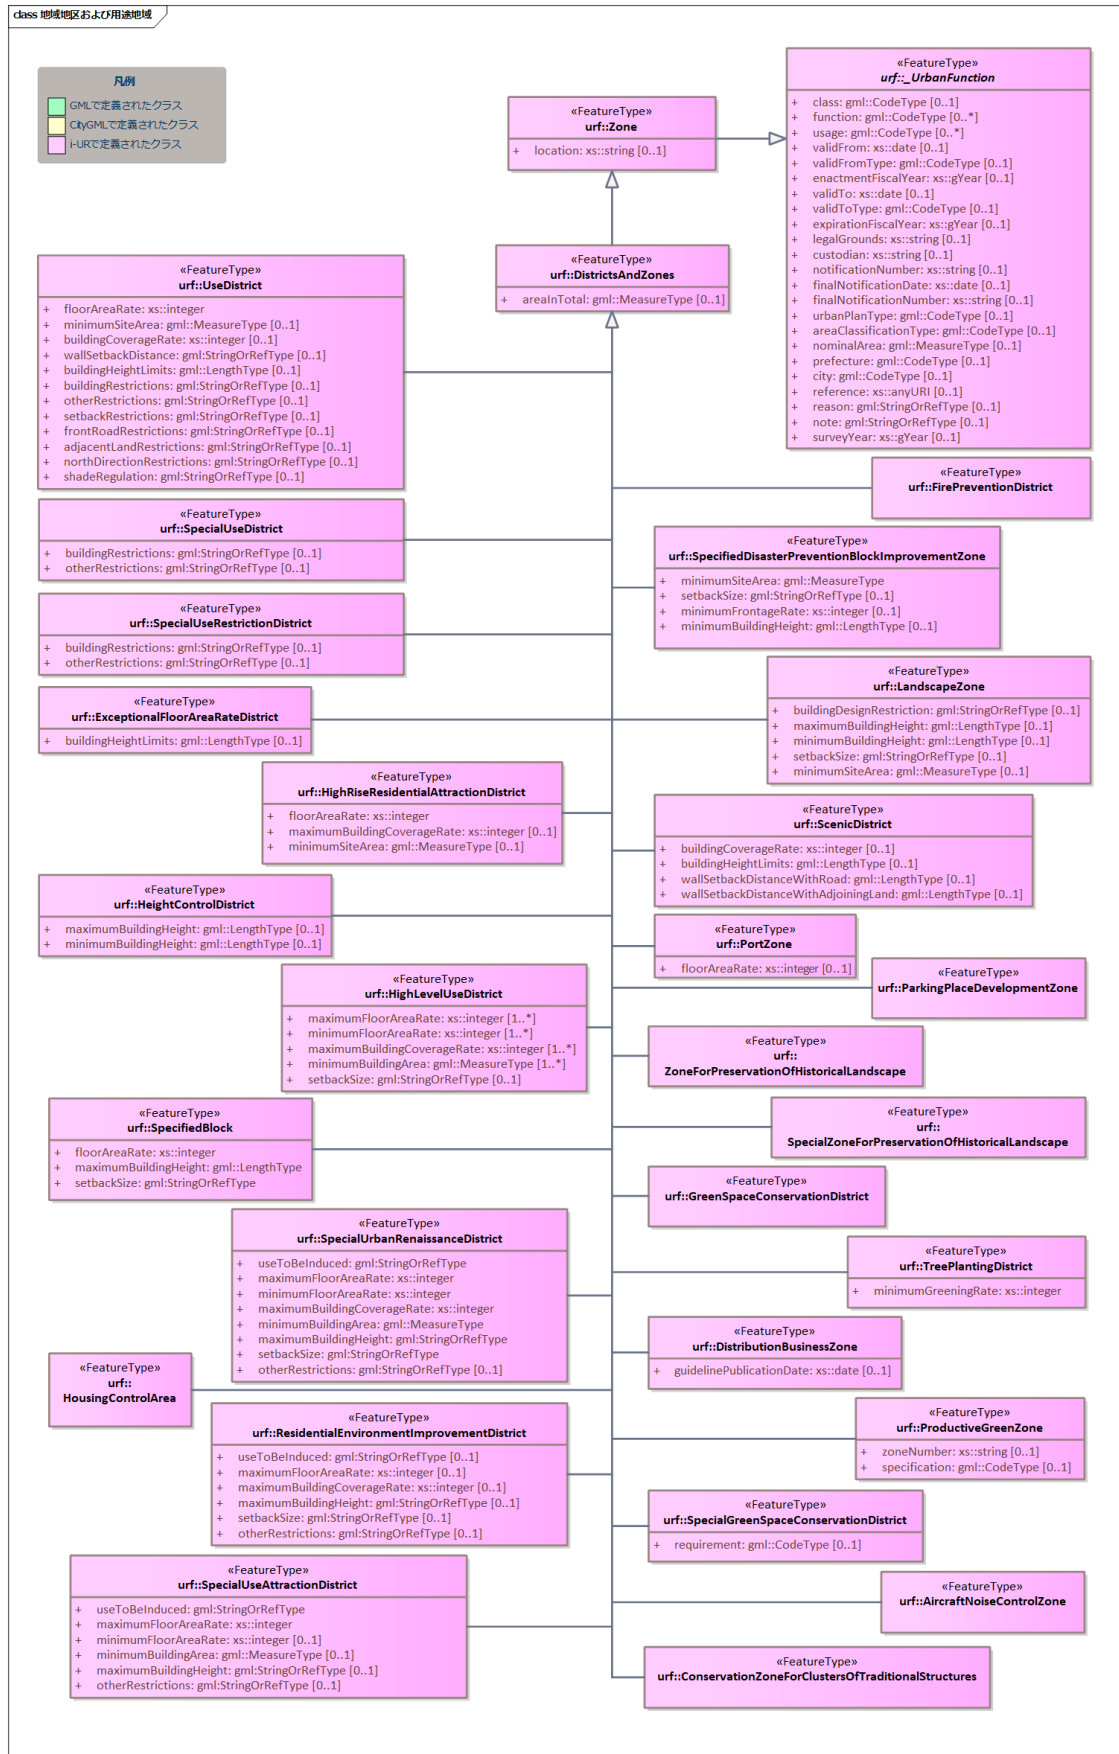 class 地域地区および用途地域
凡例
GMLで定義されたクラス
CityGMLで定義されたクラス
i-URで定義されたクラス
«FeatureType»
urf::_UrbanFunction
+ class: gml::CodeType [0..1]
+ function: gml::CodeType [0..*]
+ usage: gml::CodeType [0..*]
+ validFrom: xs::date [0..1]
+ validFromType: gml::CodeType [0..1]
+ enactmentFiscalYear: xs::gYear [0..1]
+ validTo: xs::date [0..1]
+ validToType: gml::CodeType [0..1]
+ expirationFiscalYear: xs::gYear [0..1]
+ legalGrounds: xs::string [0..1]
+ custodian: xs::string [0..1]
+ notificationNumber: xs::string [0..1]
+ finalNotificationDate: xs::date [0..1]
+ finalNotificationNumber: xs::string [0..1]
+ urbanPlanType: gml::CodeType [0..1]
+ areaClassificationType: gml::CodeType [0..1]
+ nominalArea: gml::MeasureType [0..1]
+ prefecture: gml::CodeType [0..1]
+ city: gml::CodeType [0..1]
+ reference: xs::anyURI [0..1]
+ reason: gml:StringOrRefType [0..1]
+ note: gml:StringOrRefType [0..1]
+ surveyYear: xs::gYear [0..1]
«FeatureType»
urf::Zone
+ location: xs::string [0..1]
«FeatureType»
urf::DistrictsAndZones
+ areaInTotal: gml::MeasureType [0..1]
«FeatureType»
urf::UseDistrict
+ floorAreaRate: xs::integer
+ minimumSiteArea: gml::MeasureType [0..1]
+ buildingCoverageRate: xs::integer [0..1]
+ wallSetbackDistance: gml:StringOrRefType [0..1]
+ buildingHeightLimits: gml::LengthType [0..1]
+ buildingRestrictions: gml:StringOrRefType [0..1]
+ otherRestrictions: gml:StringOrRefType [0..1]
+ setbackRestrictions: gml:StringOrRefType [0..1]
+ frontRoadRestrictions: gml:StringOrRefType [0..1]
+ adjacentLandRestrictions: gml:StringOrRefType [0..1]
+ northDirectionRestrictions: gml:StringOrRefType [0..1]
+ shadeRegulation: gml:StringOrRefType [0..1]
«FeatureType»
urf::FirePreventionDistrict
«FeatureType»
urf::SpecialUseDistrict
+ buildingRestrictions: gml:StringOrRefType [0..1]
+ otherRestrictions: gml:StringOrRefType [0..1]
«FeatureType»
urf::SpecifiedDisasterPreventionBlockImprovementZone
+ minimumSiteArea: gml::MeasureType
+ setbackSize: gml:StringOrRefType [0..1]
+ minimumFrontageRate: xs::integer [0..1]
+ minimumBuildingHeight: gml::LengthType [0..1]
«FeatureType»
urf::SpecialUseRestrictionDistrict
+ buildingRestrictions: gml:StringOrRefType [0..1]
+ otherRestrictions: gml:StringOrRefType [0..1]
«FeatureType»
urf::LandscapeZone
+ buildingDesignRestriction: gml:StringOrRefType [0..1]
+ maximumBuildingHeight: gml::LengthType [0..1]
+ minimumBuildingHeight: gml::LengthType [0..1]
+ setbackSize: gml:StringOrRefType [0..1]
+ minimumSiteArea: gml::MeasureType [0..1]
«FeatureType»
urf::ExceptionalFloorAreaRateDistrict
+ buildingHeightLimits: gml::LengthType [0..1]
«FeatureType»
urf::HighRiseResidentialAttractionDistrict
+ floorAreaRate: xs::integer
+ maximumBuildingCoverageRate: xs::integer [0..1]
+ minimumSiteArea: gml::MeasureType [0..1]
«FeatureType»
urf::ScenicDistrict
+ buildingCoverageRate: xs::integer [0..1]
+ buildingHeightLimits: gml::LengthType [0..1]
+ wallSetbackDistanceWithRoad: gml::LengthType [0..1]
+ wallSetbackDistanceWithAdjoiningLand: gml::LengthType [0..1]
«FeatureType»
urf::HeightControlDistrict
+ maximumBuildingHeight: gml::LengthType [0..1]
+ minimumBuildingHeight: gml::LengthType [0..1]
«FeatureType»
urf::PortZone
+ floorAreaRate: xs::integer [0..1]
«FeatureType»
urf::ParkingPlaceDevelopmentZone
«FeatureType»
urf::HighLevelUseDistrict
+ maximumFloorAreaRate: xs::integer [1..*]
+ minimumFloorAreaRate: xs::integer [1..*]
+ maximumBuildingCoverageRate: xs::integer [1..*]
+ minimumBuildingArea: gml::MeasureType [1..*]
+ setbackSize: gml:StringOrRefType [0..1]
«FeatureType»
urf::
ZoneForPreservationOfHistoricalLandscape
«FeatureType»
urf::SpecifiedBlock
+ floorAreaRate: xs::integer
+ maximumBuildingHeight: gml::LengthType
+ setbackSize: gml:StringOrRefType
«FeatureType»
urf::
SpecialZoneForPreservationOfHistoricalLandscape
«FeatureType»
urf::GreenSpaceConservationDistrict
«FeatureType»
urf::SpecialUrbanRenaissanceDistrict
+ useToBeInduced: gml:StringOrRefType
+ maximumFloorAreaRate: xs::integer
+ minimumFloorAreaRate: xs::integer
+ maximumBuildingCoverageRate: xs::integer
+ minimumBuildingArea: gml::MeasureType
+ maximumBuildingHeight: gml:StringOrRefType
+ setbackSize: gml:StringOrRefType
+ otherRestrictions: gml:StringOrRefType [0..1]
«FeatureType»
urf::TreePlantingDistrict
+ minimumGreeningRate: xs::integer
«FeatureType»
urf::DistributionBusinessZone
+ guidelinePublicationDate: xs::date [0..1]
«FeatureType»
urf::
HousingControlArea
«FeatureType»
urf::ResidentialEnvironmentImprovementDistrict
+ useToBeInduced: gml:StringOrRefType [0..1]
+ maximumFloorAreaRate: xs::integer [0..1]
+ maximumBuildingCoverageRate: xs::integer [0..1]
+ maximumBuildingHeight: gml:StringOrRefType [0..1]
+ setbackSize: gml:StringOrRefType [0..1]
+ otherRestrictions: gml:StringOrRefType [0..1]
«FeatureType»
urf::ProductiveGreenZone
+ zoneNumber: xs::string [0..1]
+ specification: gml::CodeType [0..1]
«FeatureType»
urf::SpecialGreenSpaceConservationDistrict
+ requirement: gml::CodeType [0..1]
«FeatureType»
urf::SpecialUseAttractionDistrict
+ useToBeInduced: gml:StringOrRefType
+ maximumFloorAreaRate: xs::integer
+ minimumFloorAreaRate: xs::integer [0..1]
+ minimumBuildingArea: gml::MeasureType [0..1]
+ maximumBuildingHeight: gml:StringOrRefType [0..1]
+ otherRestrictions: gml:StringOrRefType [0..1]
«FeatureType»
urf::AircraftNoiseControlZone
«FeatureType»
urf::ConservationZoneForClustersOfTraditionalStructures